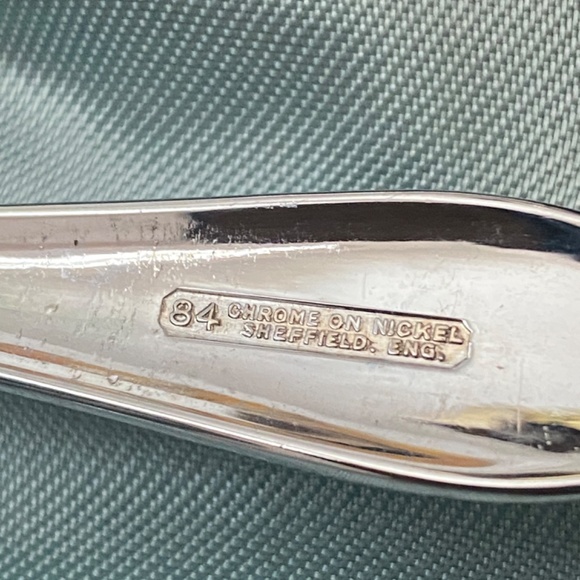 84 CHROME ON NICKEL
SHEFFIELD. ENG.